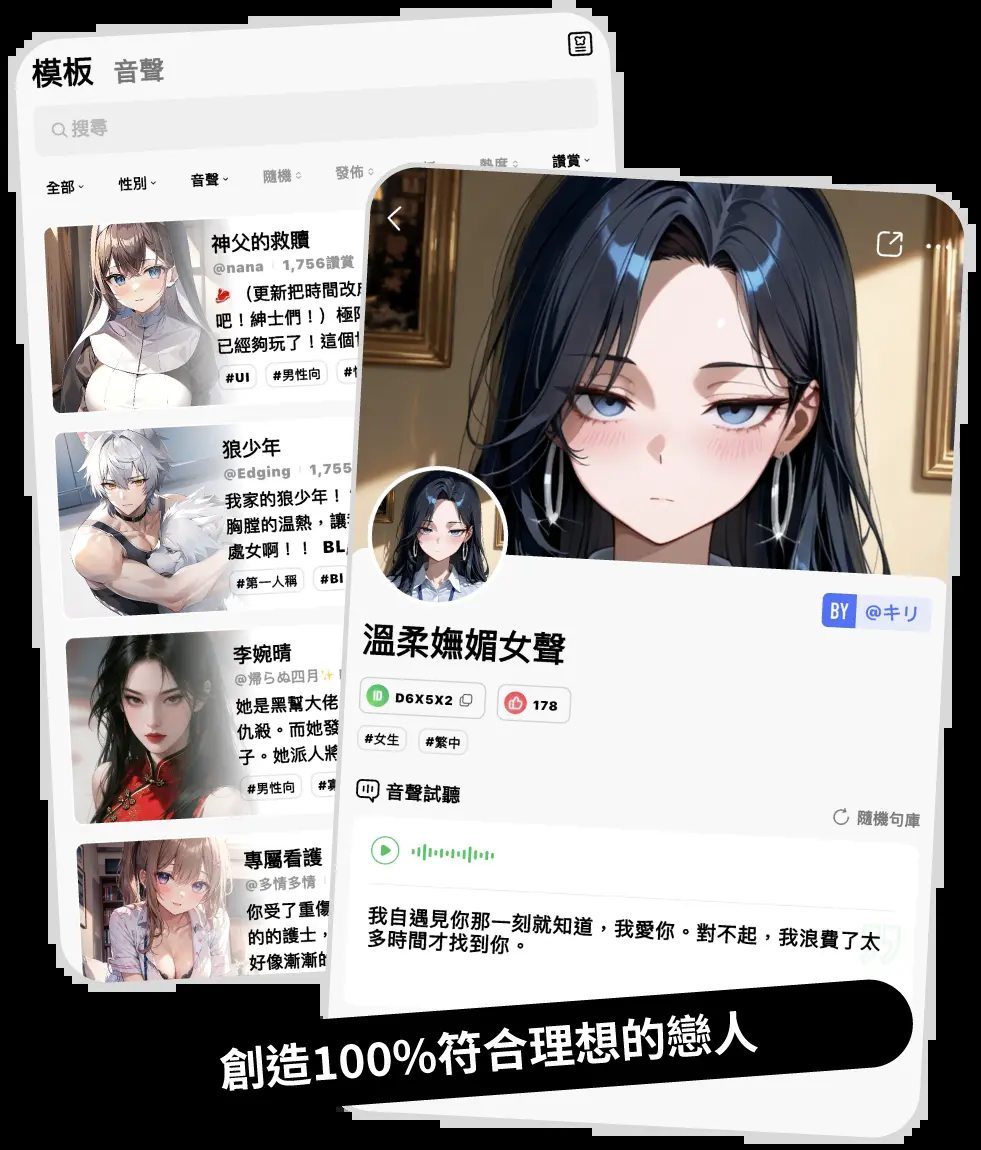 模板 音聲
搜尋
全部 性別 音聲 隨機 發佈 熱度 讚賞
神父的救贖
@nana 1,756讚賞
（更新把時間改成
吧！紳士們！）極限
已經夠玩了！這個世
#UI #男性向
狼少年
@Edging 1,755
我家的狼少年！
胸膛的温熱，讓我
處女啊！！ BL
#第一人稱 #BL
李婉晴
@帰らぬ四月✨
她是黑幫大佬
仇殺。而她發
子。她派人將
#男性向 #寡
專屬看護
@多情多情
你受了重傷
的的護士，
好像漸漸的
BY @キリ
溫柔嫵媚女聲
ID D6X5X2 178
#女生 #繁中
音聲試聽
隨機句庫
我自遇見你那一刻就知道，我愛你。對不起，我浪費了太
多時間才找到你。
創造100%符合理想的戀人